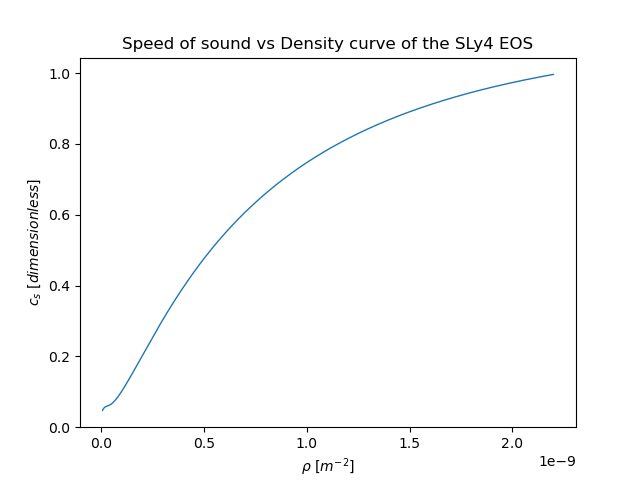 Speed of sound vs Density curve of the SLy4 EOS
1.0
0.8
0.6
0.4
0.2
0.0
c_s [dimensionless]
0.0 0.5 1.0 1.5 2.0
1e−9
ρ [m⁻²]